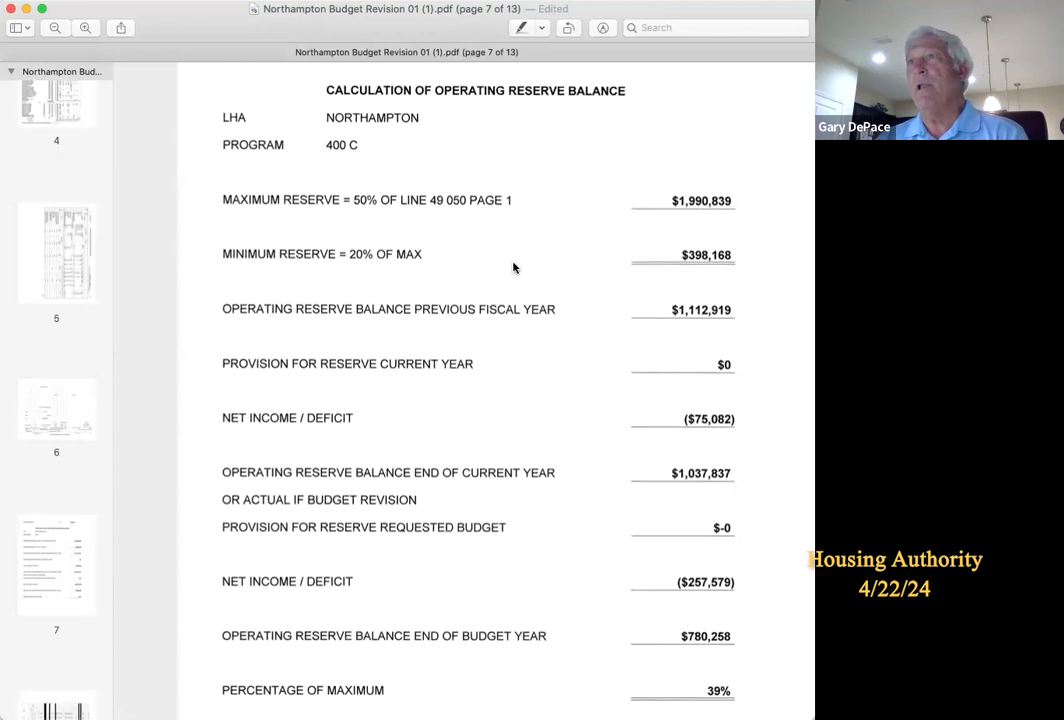 Northampton Budget Revision 01 (1).pdf (page 7 of 13) — Edited
Search
Northampton Budget Revision 01 (1).pdf (page 7 of 13)
Northampton Bud...
4
5
6
7
CALCULATION OF OPERATING RESERVE BALANCE
LHA NORTHAMPTON
PROGRAM 400 C
MAXIMUM RESERVE = 50% OF LINE 49 050 PAGE 1 $1,990,839
MINIMUM RESERVE = 20% OF MAX $398,168
OPERATING RESERVE BALANCE PREVIOUS FISCAL YEAR $1,112,919
PROVISION FOR RESERVE CURRENT YEAR $0
NET INCOME / DEFICIT ($75,082)
OPERATING RESERVE BALANCE END OF CURRENT YEAR $1,037,837
OR ACTUAL IF BUDGET REVISION
PROVISION FOR RESERVE REQUESTED BUDGET $-0
NET INCOME / DEFICIT ($257,579)
OPERATING RESERVE BALANCE END OF BUDGET YEAR $780,258
PERCENTAGE OF MAXIMUM 39%
Gary DePace
Housing Authority
4/22/24